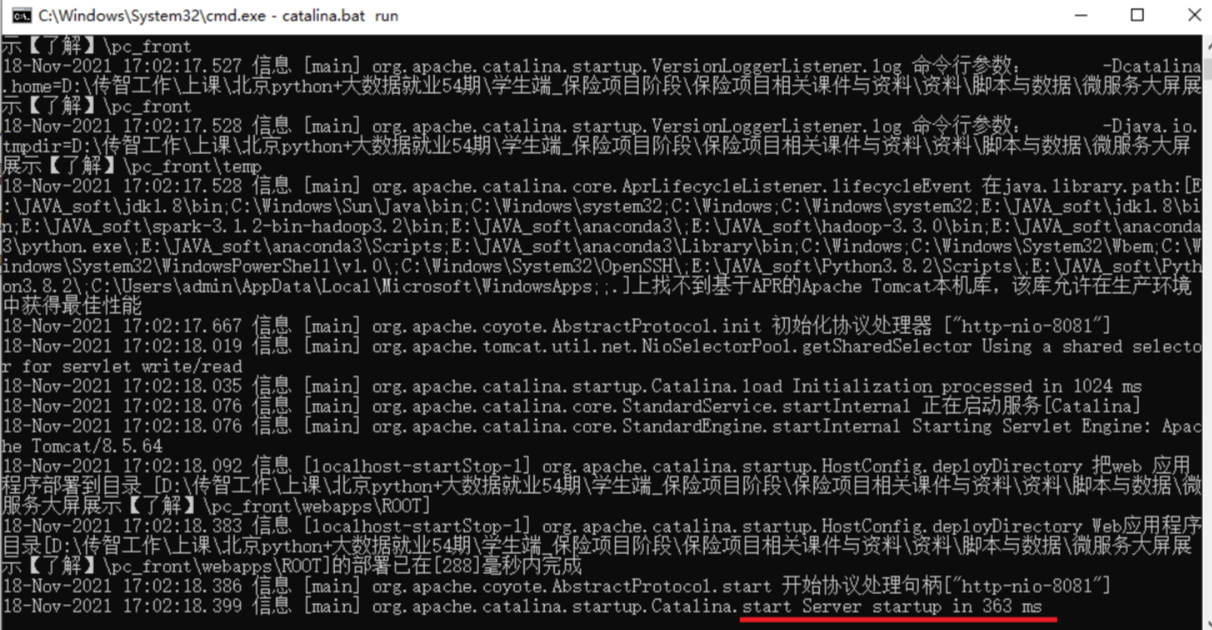 C:\Windows\System32\cmd.exe - catalina.bat  run
示【了解】\pc_front
18-Nov-2021 17:02:17.527 信息 [main] org.apache.catalina.startup.VersionLoggerListener.log 命令行参数：       -Dcatalina
.home=D:\传智工作\上课\北京python+大数据就业54期\学生端_保险项目阶段\保险项目相关课件与资料\资料\脚本与数据\微服务大屏展
示【了解】\pc_front
18-Nov-2021 17:02:17.528 信息 [main] org.apache.catalina.startup.VersionLoggerListener.log 命令行参数：       -Djava.io.
tmpdir=D:\传智工作\上课\北京python+大数据就业54期\学生端_保险项目阶段\保险项目相关课件与资料\资料\脚本与数据\微服务大屏
展示【了解】\pc_front\temp
18-Nov-2021 17:02:17.528 信息 [main] org.apache.catalina.core.AprLifecycleListener.lifecycleEvent 在java.library.path:[E
:\JAVA_soft\jdk1.8\bin;C:\Windows\Sun\Java\bin;C:\Windows\system32;C:\Windows;C:\Windows\system32;E:\JAVA_soft\jdk1.8\bi
n;E:\JAVA_soft\spark-3.1.2-bin-hadoop3.2\bin;E:\JAVA_soft\anaconda3\;E:\JAVA_soft\hadoop-3.3.0\bin;E:\JAVA_soft\anaconda
3\python.exe\;E:\JAVA_soft\anaconda3\Scripts;E:\JAVA_soft\anaconda3\Library\bin;C:\Windows;C:\Windows\System32\Wbem;C:\W
indows\System32\WindowsPowerShell\v1.0\;C:\Windows\System32\OpenSSH\;E:\JAVA_soft\Python3.8.2\Scripts\;E:\JAVA_soft\Pyth
on3.8.2\;C:\Users\admin\AppData\Local\Microsoft\WindowsApps;;.]上找不到基于APR的Apache Tomcat本机库，该库允许在生产环境
中获得最佳性能
18-Nov-2021 17:02:17.667 信息 [main] org.apache.coyote.AbstractProtocol.init 初始化协议处理器 ["http-nio-8081"]
18-Nov-2021 17:02:18.019 信息 [main] org.apache.tomcat.util.net.NioSelectorPool.getSharedSelector Using a shared selecto
r for servlet write/read
18-Nov-2021 17:02:18.035 信息 [main] org.apache.catalina.startup.Catalina.load Initialization processed in 1024 ms
18-Nov-2021 17:02:18.076 信息 [main] org.apache.catalina.core.StandardService.startInternal 正在启动服务[Catalina]
18-Nov-2021 17:02:18.076 信息 [main] org.apache.catalina.core.StandardEngine.startInternal Starting Servlet Engine: Apac
he Tomcat/8.5.64
18-Nov-2021 17:02:18.092 信息 [localhost-startStop-1] org.apache.catalina.startup.HostConfig.deployDirectory 把web 应用
程序部署到目录 [D:\传智工作\上课\北京python+大数据就业54期\学生端_保险项目阶段\保险项目相关课件与资料\资料\脚本与数据\微
服务大屏展示【了解】\pc_front\webapps\ROOT]
18-Nov-2021 17:02:18.383 信息 [localhost-startStop-1] org.apache.catalina.startup.HostConfig.deployDirectory Web应用程序
目录[D:\传智工作\上课\北京python+大数据就业54期\学生端_保险项目阶段\保险项目相关课件与资料\资料\脚本与数据\微服务大屏展
示【了解】\pc_front\webapps\ROOT]的部署已在[288]毫秒内完成
18-Nov-2021 17:02:18.386 信息 [main] org.apache.coyote.AbstractProtocol.start 开始协议处理句柄["http-nio-8081"]
18-Nov-2021 17:02:18.399 信息 [main] org.apache.catalina.startup.Catalina.start Server startup in 363 ms